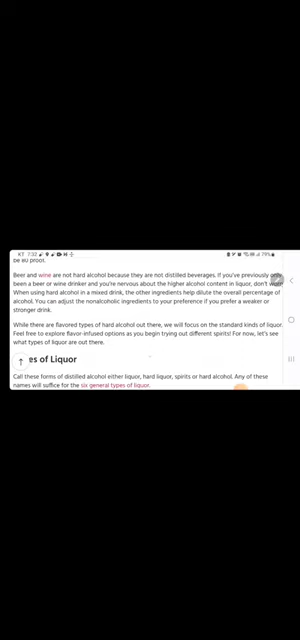 KT 7:32
79%
be 80 proof.
Beer and wine are not hard alcohol because they are not distilled beverages. If you've previously only
been a beer or wine drinker and you're nervous about the higher alcohol content in liquor, don't worry.
When using hard alcohol in a mixed drink, the other ingredients help dilute the overall percentage of
alcohol. You can adjust the nonalcoholic ingredients to your preference if you prefer a weaker or
stronger drink.
While there are flavored types of hard alcohol out there, we will focus on the standard kinds of liquor.
Feel free to explore flavor-infused options as you begin trying out different spirits! For now, let's see
what types of liquor are out there.
es of Liquor
Call these forms of distilled alcohol either liquor, hard liquor, spirits or hard alcohol. Any of these
names will suffice for the six general types of liquor.